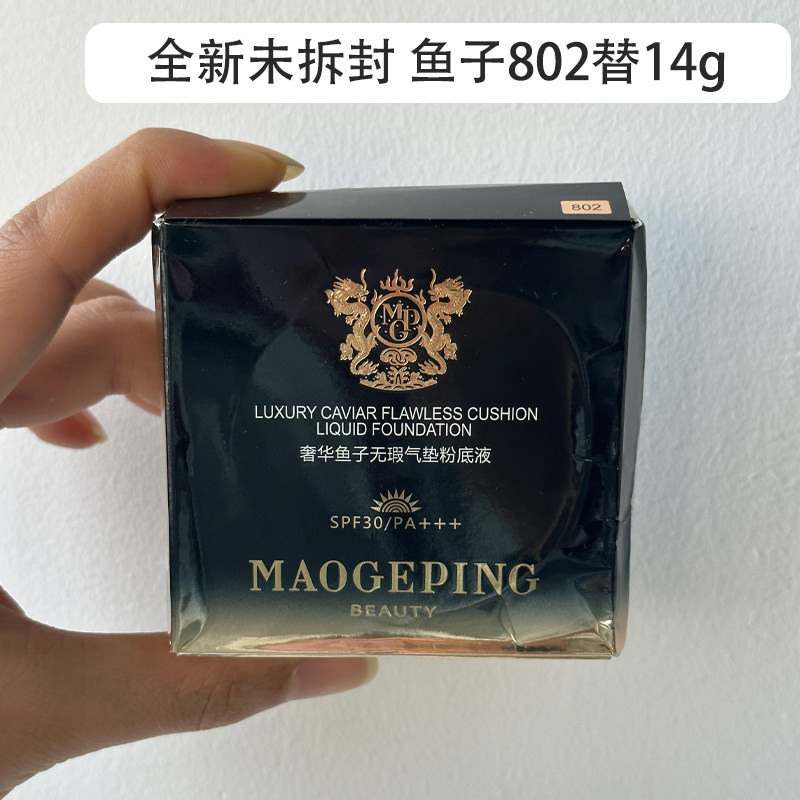 全新未拆封 鱼子802替14g
802
MGP
LUXURY CAVIAR FLAWLESS CUSHION
LIQUID FOUNDATION
奢华鱼子无瑕气垫粉底液
SPF30/PA+++
MAOGEPING
BEAUTY